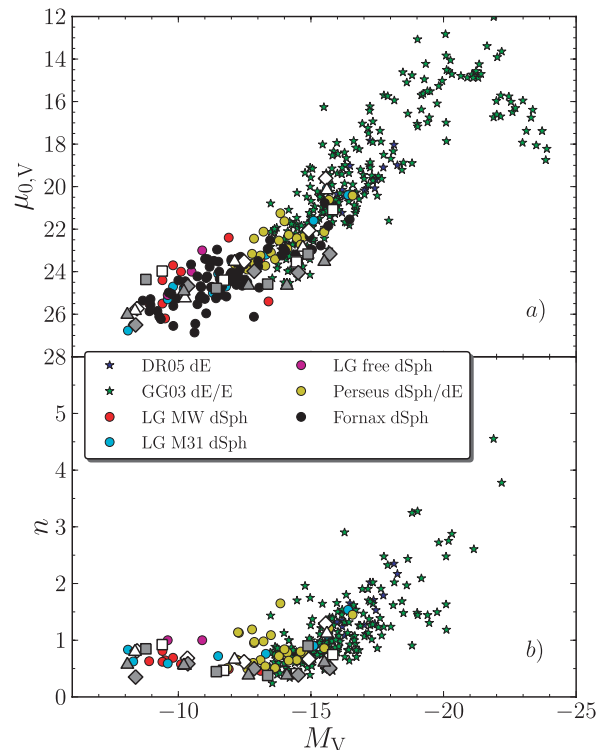 12
14
16
18
20
22
24
26
28
μ0,V
a)
DR05 dE
GG03 dE/E
LG MW dSph
LG M31 dSph
LG free dSph
Perseus dSph/dE
Fornax dSph
5
4
3
2
1
0
n
b)
−10 −15 −20 −25
MV